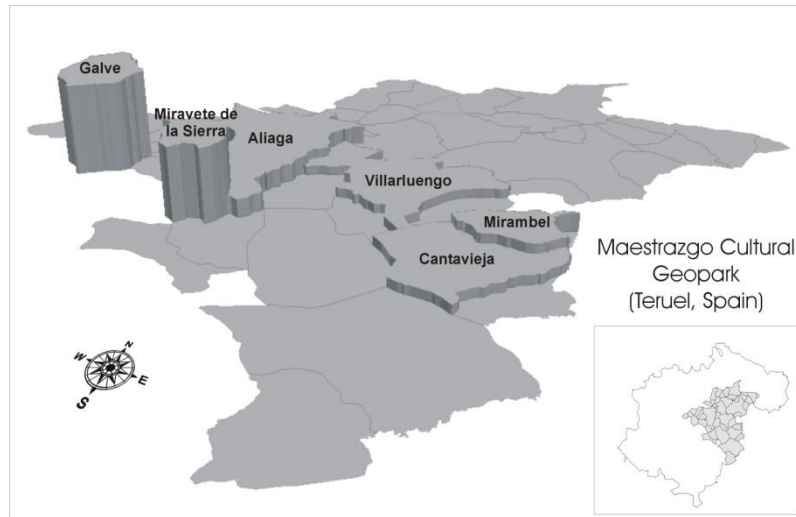 Galve
Miravete de
la Sierra
Aliaga
Villarluengo
Mirambel
Cantavieja
Maestrazgo Cultural
Geopark
(Teruel, Spain)
N
W
E
S